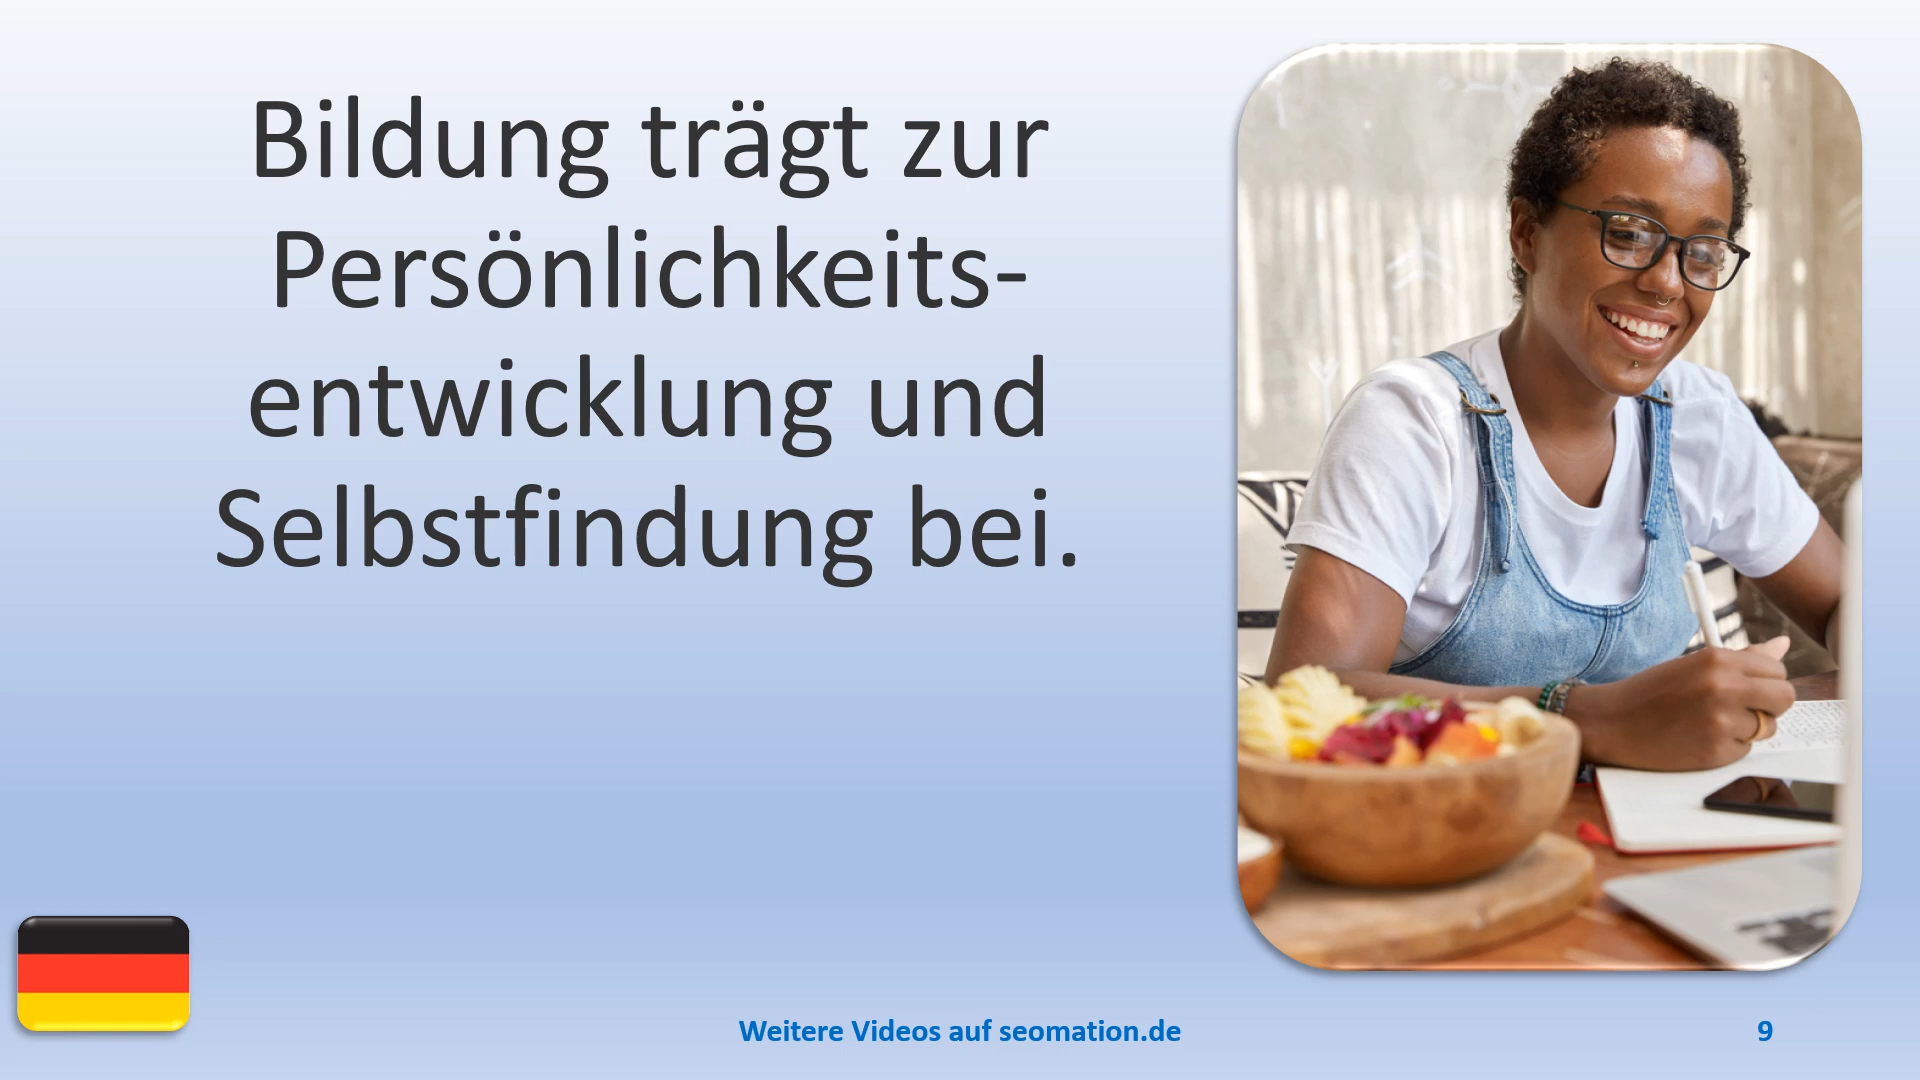 Bildung trägt zur
Persönlichkeits-
entwicklung und
Selbstfindung bei.
Weitere Videos auf seomation.de
9